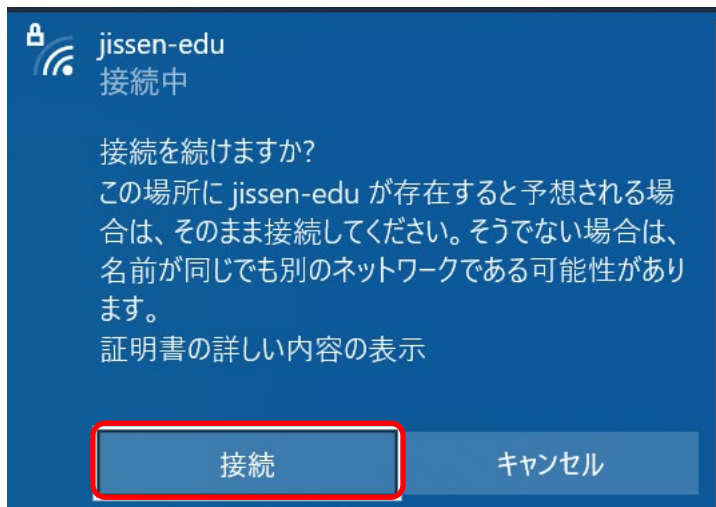 jissen-edu
接続中
接続を続けますか?
この場所に jissen-edu が存在すると予想される場
合は、そのまま接続してください。そうでない場合は、
名前が同じでも別のネットワークである可能性があり
ます。
証明書の詳しい内容の表示
接続
キャンセル